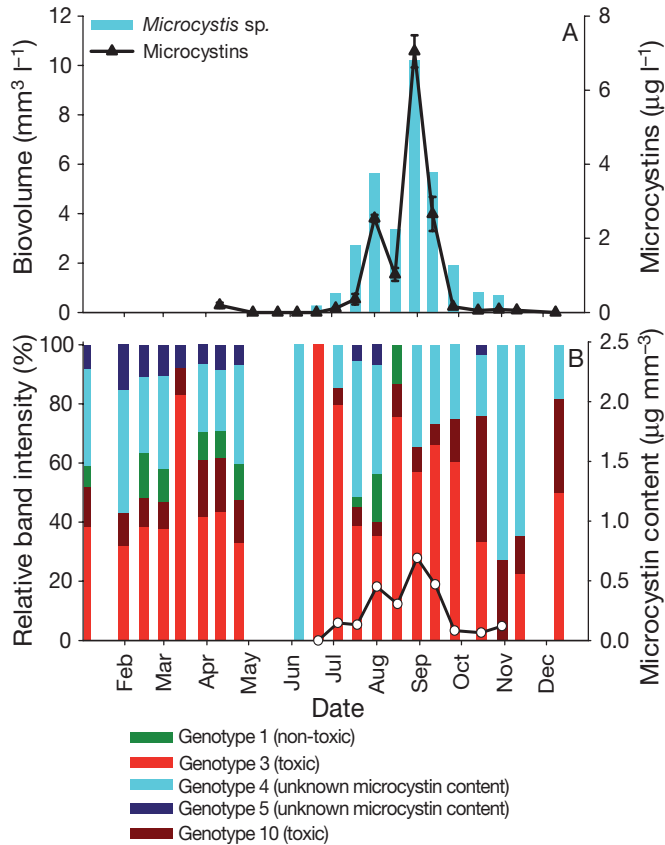 A
Microcystis sp.
Microcystins
Biovolume (mm³ l⁻¹)
12
10
8
6
4
2
0
Microcystins (µg l⁻¹)
8
6
4
2
0
B
Relative band intensity (%)
100
80
60
40
20
0
Microcystin content (µg mm⁻³)
2.5
2.0
1.5
1.0
0.5
0.0
Feb Mar Apr May Jun Jul Aug Sep Oct Nov Dec
Date
Genotype 1 (non-toxic)
Genotype 3 (toxic)
Genotype 4 (unknown microcystin content)
Genotype 5 (unknown microcystin content)
Genotype 10 (toxic)